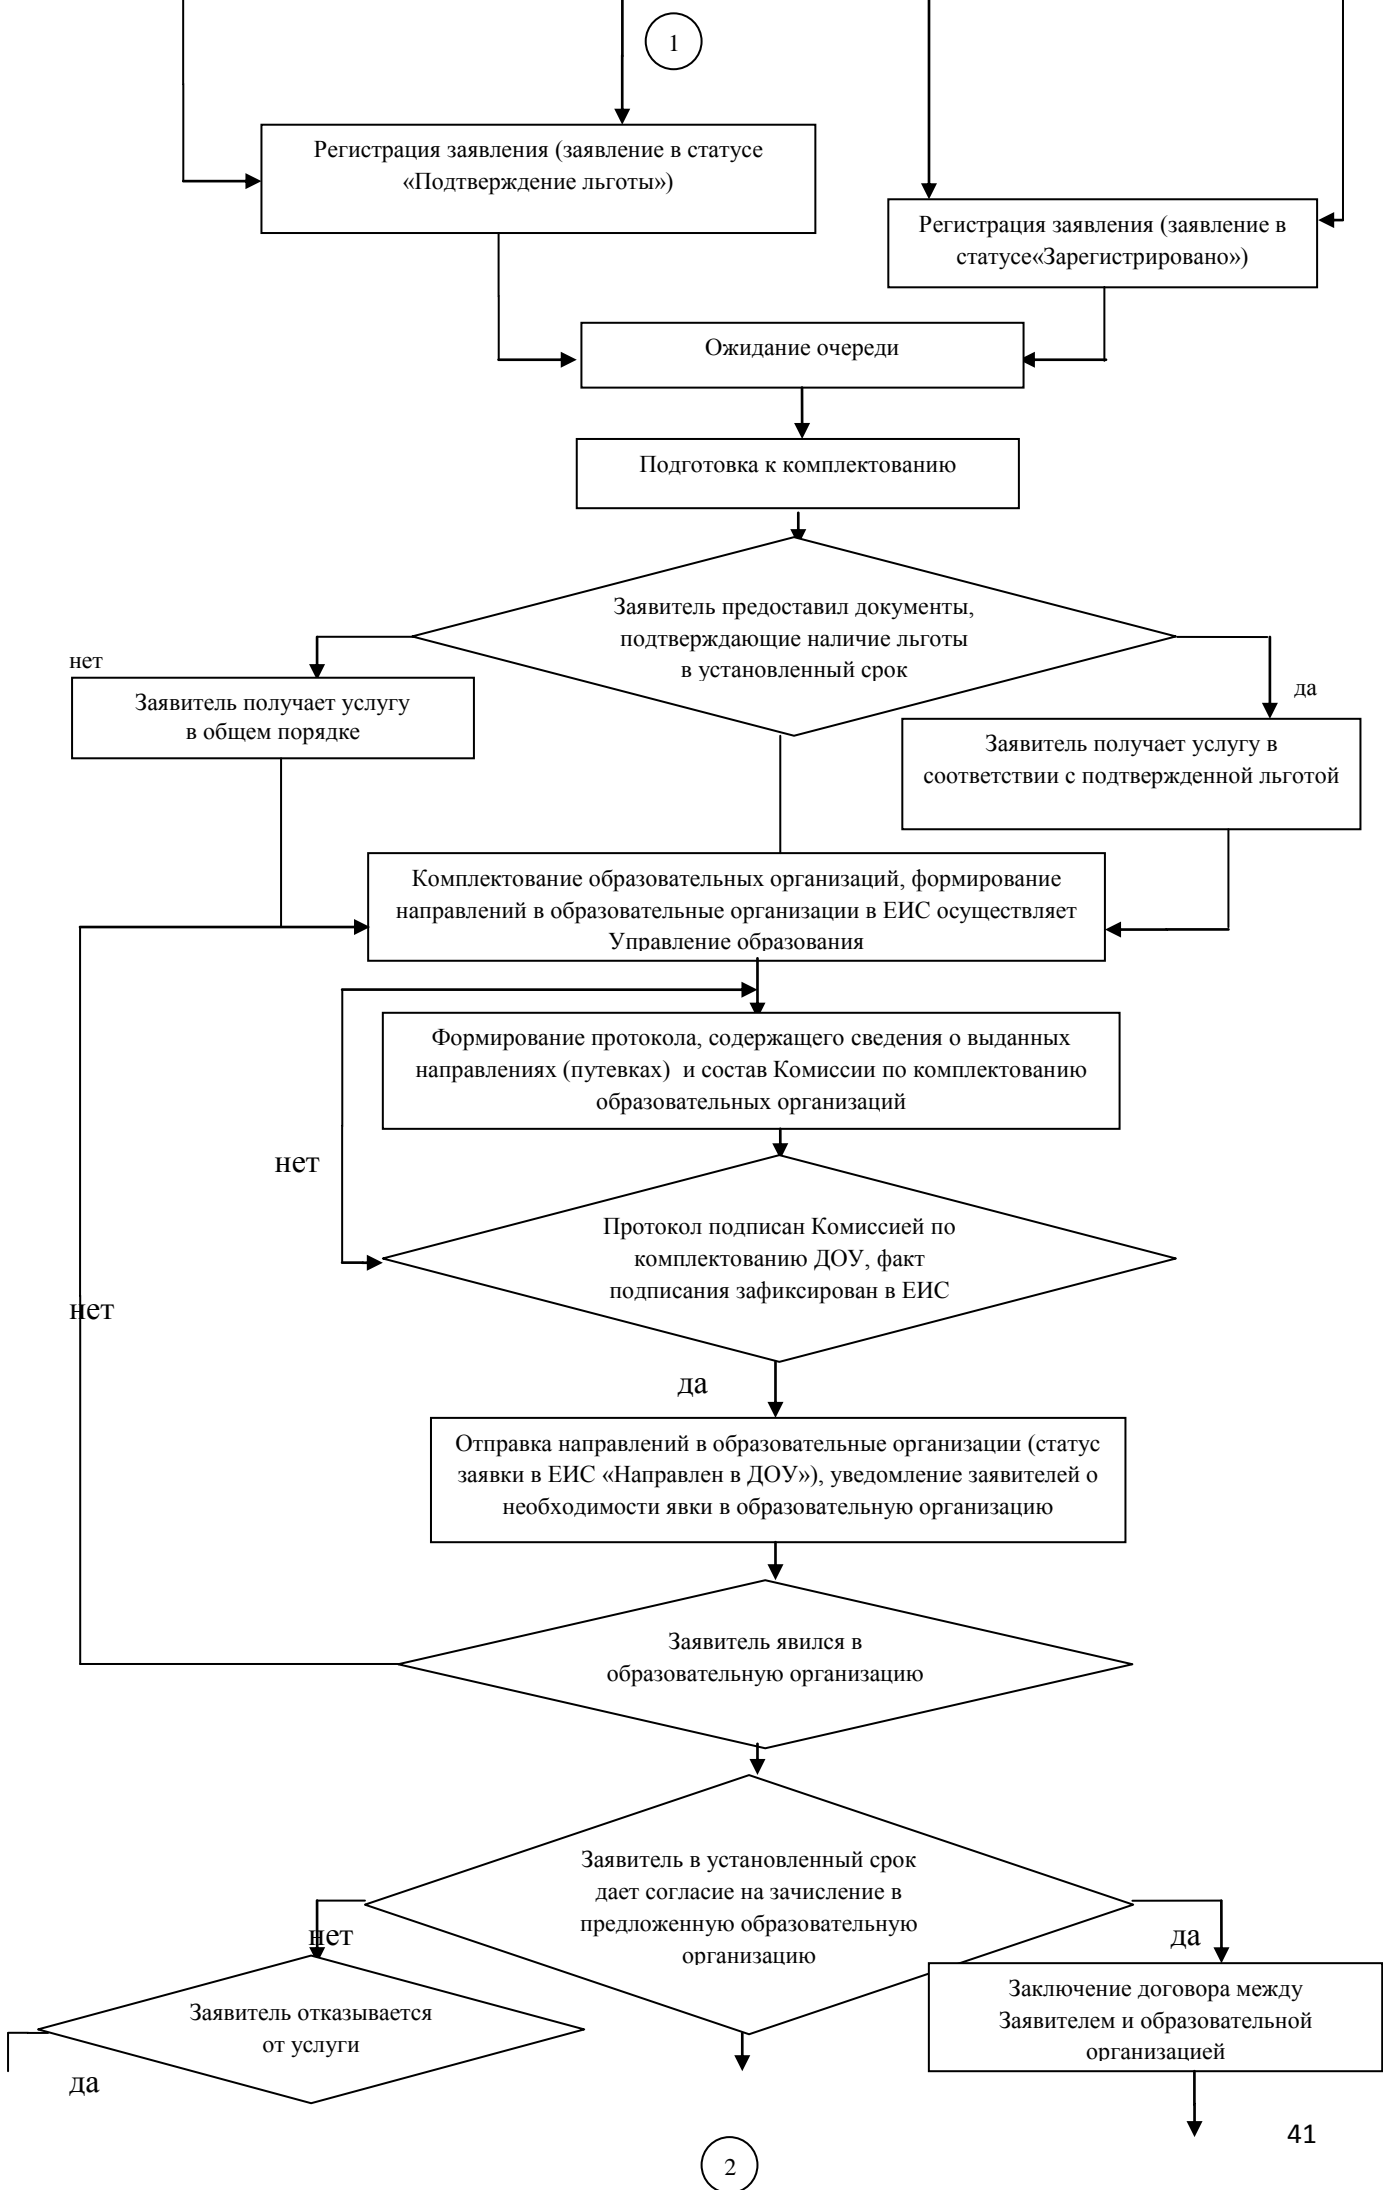 1
Регистрация заявления (заявление в статусе
«Подтверждение льготы»)
Регистрация заявления (заявление в
статусе«Зарегистрировано»)
Ожидание очереди
Подготовка к комплектованию
Заявитель предоставил документы,
подтверждающие наличие льготы
в установленный срок
нет
да
Заявитель получает услугу
в общем порядке
Заявитель получает услугу в
соответствии с подтвержденной льготой
Комплектование образовательных организаций, формирование
направлений в образовательные организации в ЕИС осуществляет
Управление образования
Формирование протокола, содержащего сведения о выданных
направлениях (путевках)  и состав Комиссии по комплектованию
образовательных организаций
нет
Протокол подписан Комиссией по
комплектованию ДОУ, факт
подписания зафиксирован в ЕИС
нет
да
Отправка направлений в образовательные организации (статус
заявки в ЕИС «Направлен в ДОУ»), уведомление заявителей о
необходимости явки в образовательную организацию
Заявитель явился в
образовательную организацию
Заявитель в установленный срок
дает согласие на зачисление в
предложенную образовательную
организацию
нет
да
Заявитель отказывается
от услуги
Заключение договора между
Заявителем и образовательной
организацией
да
41
2